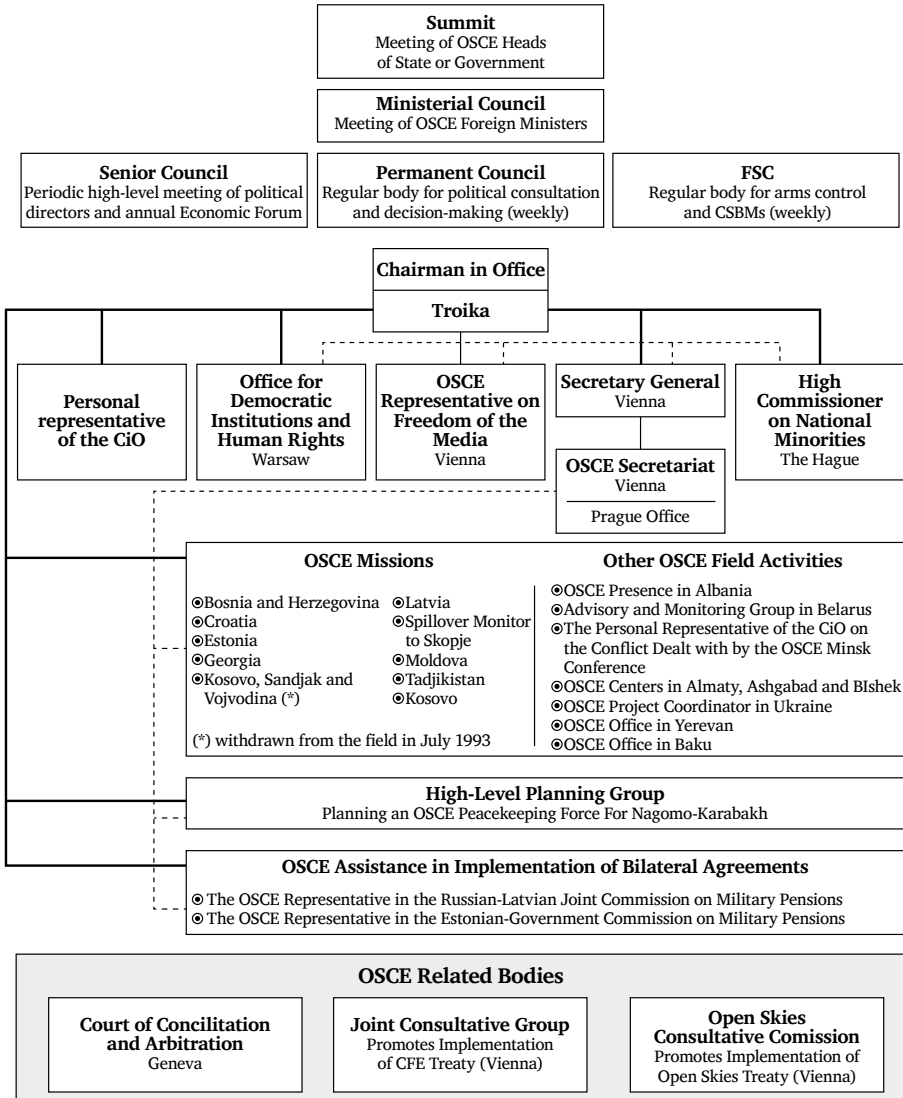 Summit
Meeting of OSCE Heads
of State or Government
Ministerial Council
Meeting of OSCE Foreign Ministers
Senior Council
Periodic high-level meeting of political
directors and annual Economic Forum
Permanent Council
Regular body for political consultation
and decision-making (weekly)
FSC
Regular body for arms control
and CSBMs (weekly)
Chairman in Office
Troika
Personal
representative
of the CiO
Office for
Democratic
Institutions and
Human Rights
Warsaw
OSCE
Representative on
Freedom of the
Media
Vienna
Secretary General
Vienna
OSCE Secretariat
Vienna
Prague Office
High
Commissioner
on National
Minorities
The Hague
OSCE Missions
Bosnia and Herzegovina
Croatia
Estonia
Georgia
Kosovo, Sandjak and
Vojvodina (*)
Latvia
Spillover Monitor
to Skopje
Moldova
Tadjikistan
Kosovo
(*) withdrawn from the field in July 1993
Other OSCE Field Activities
OSCE Presence in Albania
Advisory and Monitoring Group in Belarus
The Personal Representative of the CiO on
the Conflict Dealt with by the OSCE Minsk
Conference
OSCE Centers in Almaty, Ashgabad and BIshek
OSCE Project Coordinator in Ukraine
OSCE Office in Yerevan
OSCE Office in Baku
High-Level Planning Group
Planning an OSCE Peacekeeping Force For Nagomo-Karabakh
OSCE Assistance in Implementation of Bilateral Agreements
The OSCE Representative in the Russian-Latvian Joint Commission on Military Pensions
The OSCE Representative in the Estonian-Government Commission on Military Pensions
OSCE Related Bodies
Court of Concilitation
and Arbitration
Geneva
Joint Consultative Group
Promotes Implementation
of CFE Treaty (Vienna)
Open Skies
Consultative Comission
Promotes Implementation of
Open Skies Treaty (Vienna)